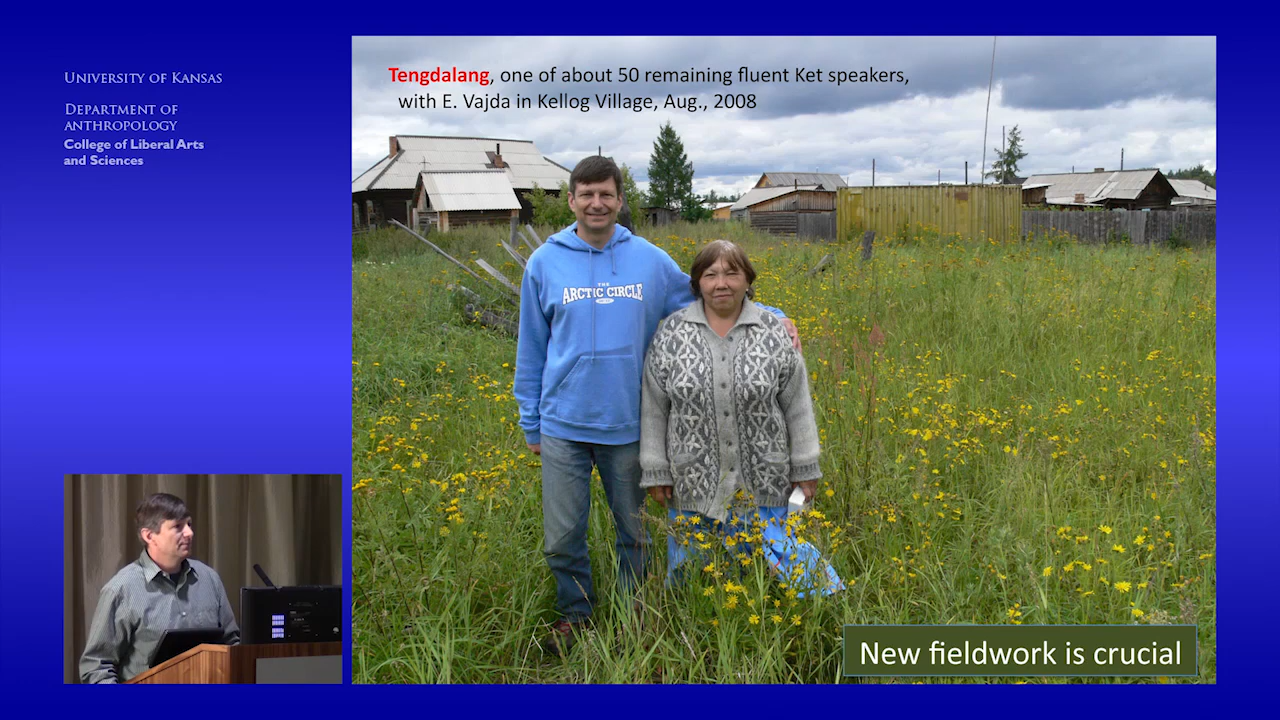 UNIVERSITY OF KANSAS
DEPARTMENT OF
ANTHROPOLOGY
College of Liberal Arts
and Sciences
Tengdalang, one of about 50 remaining fluent Ket speakers,
with E. Vajda in Kellog Village, Aug., 2008
THE
ARCTIC CIRCLE
New fieldwork is crucial